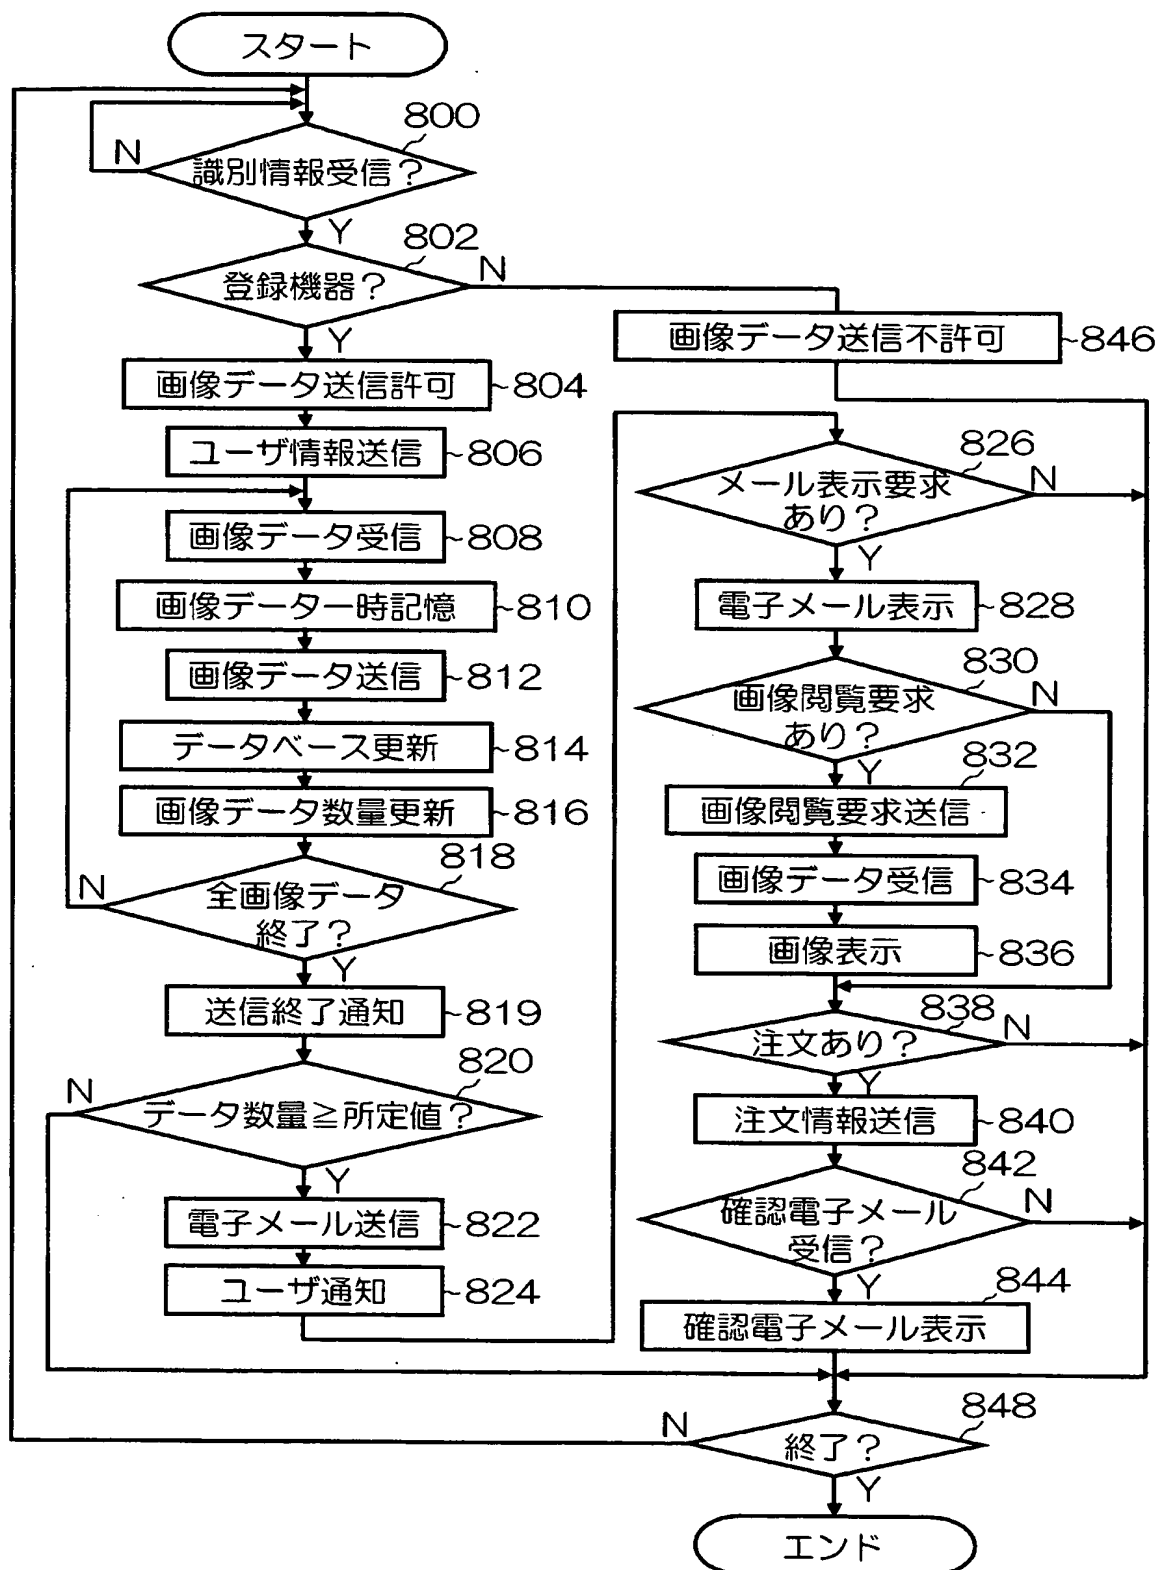 スタート
800
識別情報受信?
N
Y
802
登録機器?
N
Y
画像データ送信不許可
846
画像データ送信許可
804
ユーザ情報送信
806
画像データ受信
808
画像データ一時記憶
810
画像データ送信
812
データベース更新
814
画像データ数量更新
816
818
全画像データ
終了?
N
Y
送信終了通知
819
820
データ数量≧所定値?
N
Y
電子メール送信
822
ユーザ通知
824
826
メール表示要求
あり?
N
Y
電子メール表示
828
830
画像閲覧要求
あり?
N
Y
832
画像閲覧要求送信
画像データ受信
834
画像表示
836
838
注文あり?
N
Y
注文情報送信
840
842
確認電子メール
受信?
N
Y
844
確認電子メール表示
848
終了?
N
Y
エンド